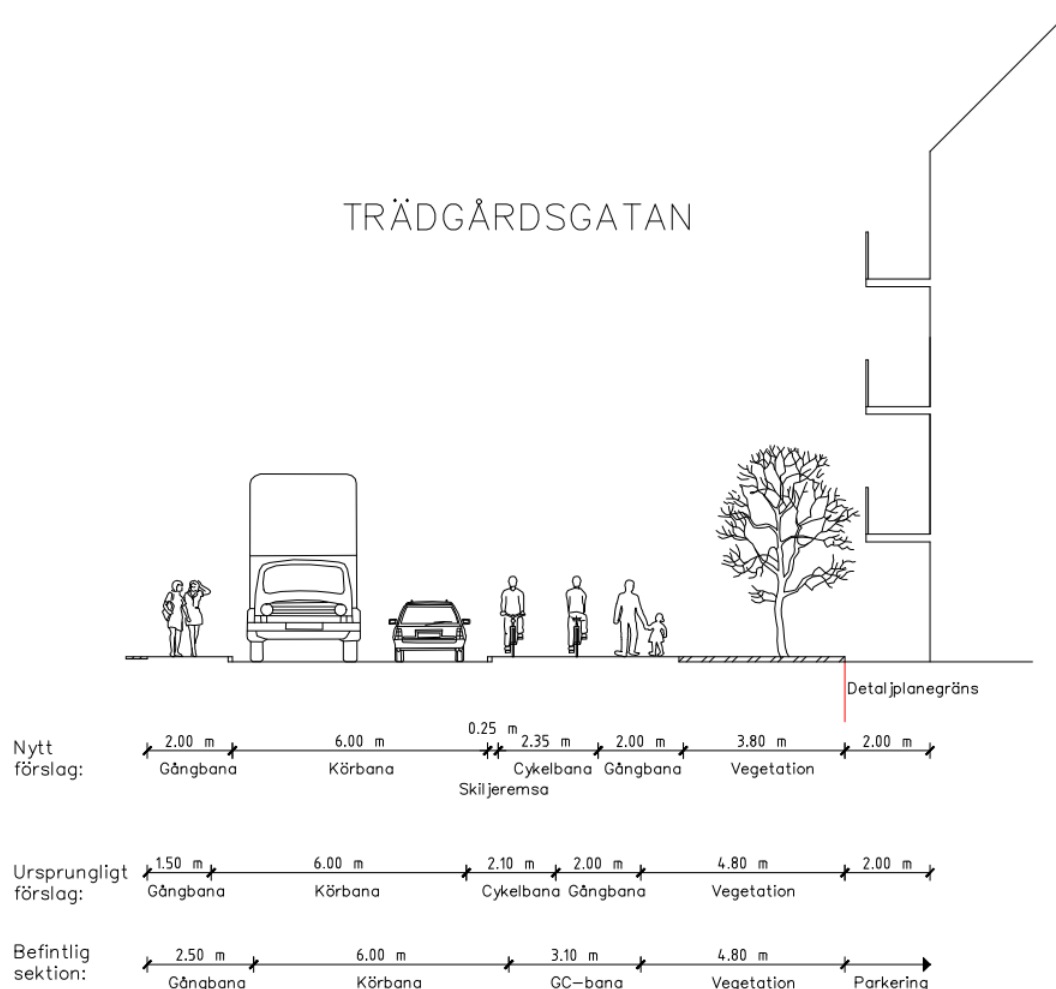 TRÄDGÅRDSGATAN
Detaljplanegräns
Nytt
förslag:
2.00 m 6.00 m 0.25 m 2.35 m 2.00 m 3.80 m 2.00 m
Gångbana Körbana Skiljeremsa Cykelbana Gångbana Vegetation
Ursprungligt
förslag:
1.50 m 6.00 m 2.10 m 2.00 m 4.80 m 2.00 m
Gångbana Körbana Cykelbana Gångbana Vegetation
Befintlig
sektion:
2.50 m 6.00 m 3.10 m 4.80 m
Gångbana Körbana GC-bana Vegetation Parkering